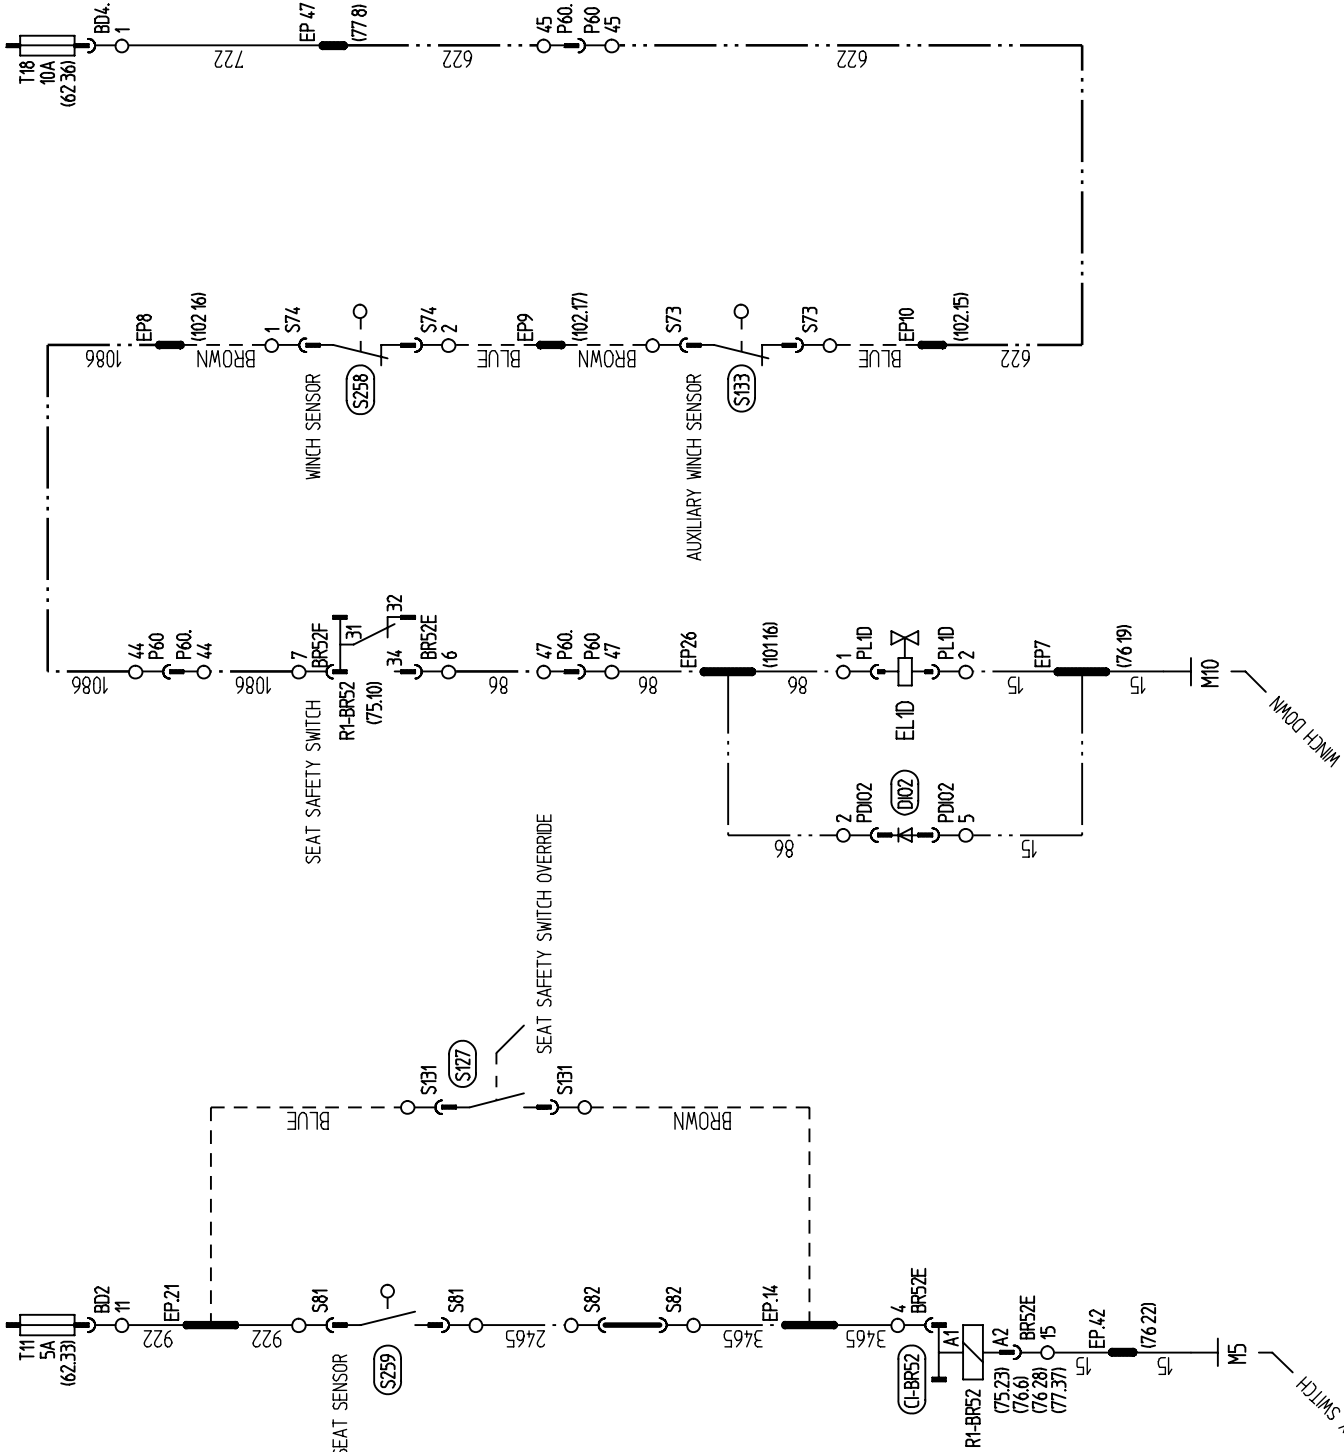 T18
10A
(62.36)
BD4.
1
722
EP 47
(77 8)
622
45
P60.
P60
45
622
1086
EP8
(102 16)
BROWN
1
S74
WINCH SENSOR
S258
S74
2
BLUE
EP9
(102.17)
BROWN
S73
AUXILIARY WINCH SENSOR
S133
S73
BLUE
EP10
(102.15)
622
1086
44
P60
P60.
44
1086
7
BR52F
31
32
34
BR52E
6
SEAT SAFETY SWITCH
R1-BR52
(75.10)
86
47
P60.
P60
47
86
EP26
(101 16)
86
1
PL1D
EL1D
PL1D
2
15
EP7
(76 19)
15
M10
WINCH DOWN
86
2
PDIO2
DIO2
PDIO2
5
15
BLUE
S131
S127
S131
BROWN
SEAT SAFETY SWITCH OVERRIDE
T11
5A
(62.33)
BD2
11
922
EP.21
922
S81
SEAT SENSOR
S259
S81
2465
S82
S82
3465
EP.14
3465
4
BR52E
CI-BR52
A1
R1-BR52
A2
BR52E
15
(75.23)
(76.6)
(76 28)
(77.37)
15
EP.42
(76 22)
15
M5
SWITCH